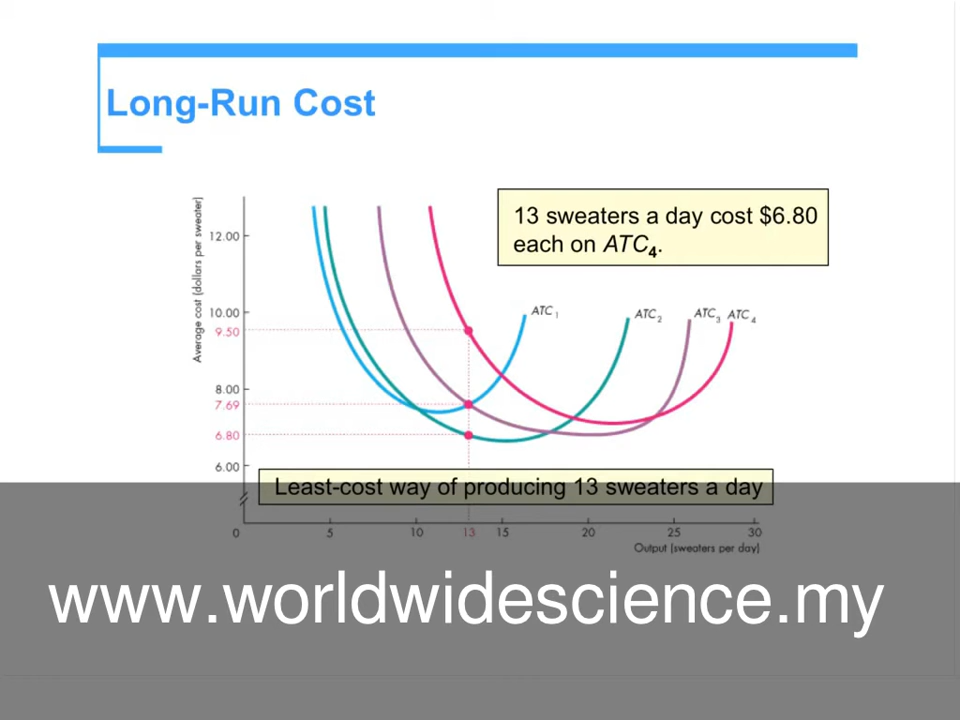 Long-Run Cost
13 sweaters a day cost $6.80
each on ATC4.
Average cost (dollars per sweater)
12.00
10.00
9.50
8.00
7.69
6.80
6.00
ATC1
ATC2
ATC3
ATC4
Least-cost way of producing 13 sweaters a day
0
5
10
13
15
20
25
30
Output (sweaters per day)
www.worldwidescience.my